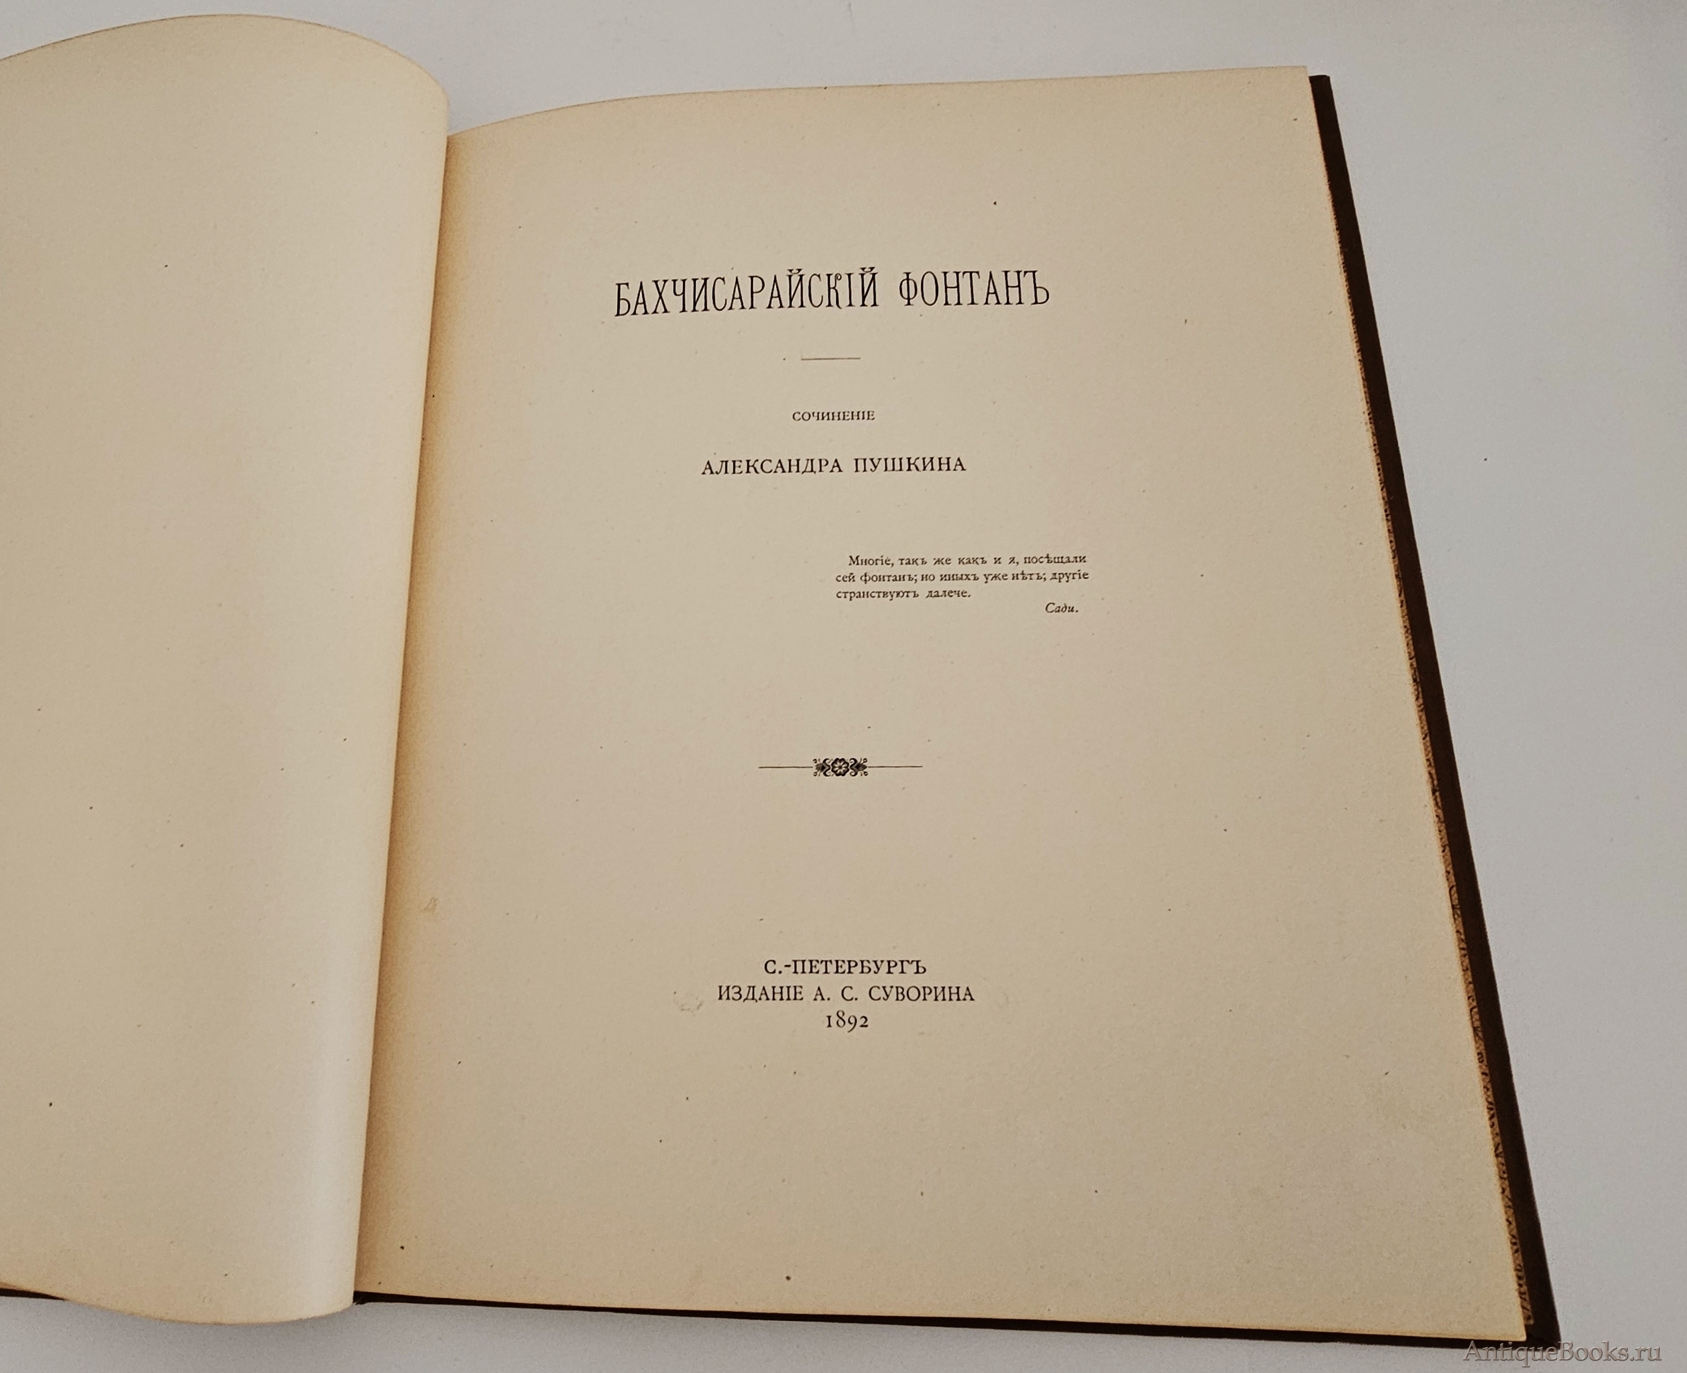 БАХЧИСАРАЙСКІЙ ФОНТАНЪ
СОЧИНЕНІЕ
АЛЕКСАНДРА ПУШКИНА
Многіе, такъ же какъ и я, посѣщали
сей фонтанъ; но иныхъ уже нѣтъ; другіе
странствуютъ далече.
Сади.
С.-ПЕТЕРБУРГЪ
ИЗДАНІЕ А. С. СУВОРИНА
1892
AntiqueBooks.ru